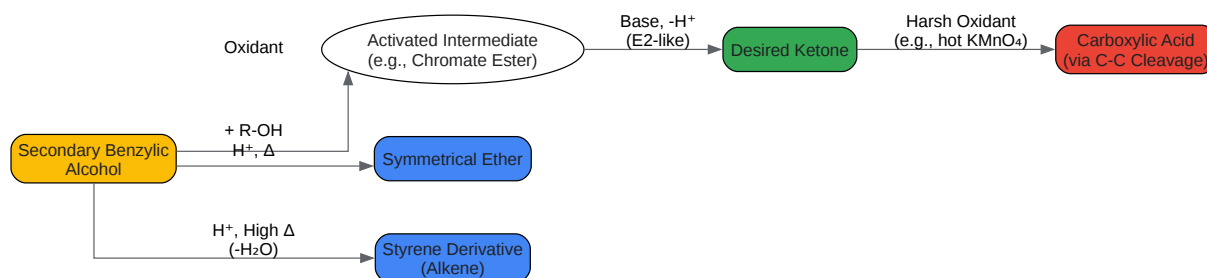 Oxidant
Activated Intermediate
(e.g., Chromate Ester)
Base, -H⁺
(E2-like)
Desired Ketone
Harsh Oxidant
(e.g., hot KMnO₄)
Carboxylic Acid
(via C-C Cleavage)
Secondary Benzylic
Alcohol
+ R-OH
H⁺, Δ
Symmetrical Ether
H⁺, High Δ
(-H₂O)
Styrene Derivative
(Alkene)